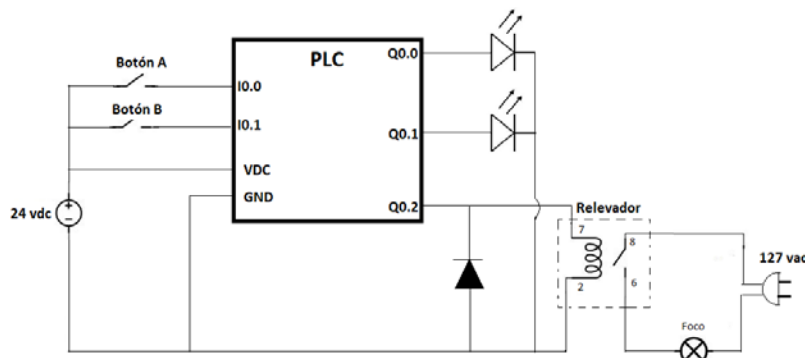 PLC
Q0.0
Botón A
I0.0
Botón B
I0.1
Q0.1
VDC
GND
24 vdc
Q0.2
Relevador
7
8
2
6
127 vac
Foco